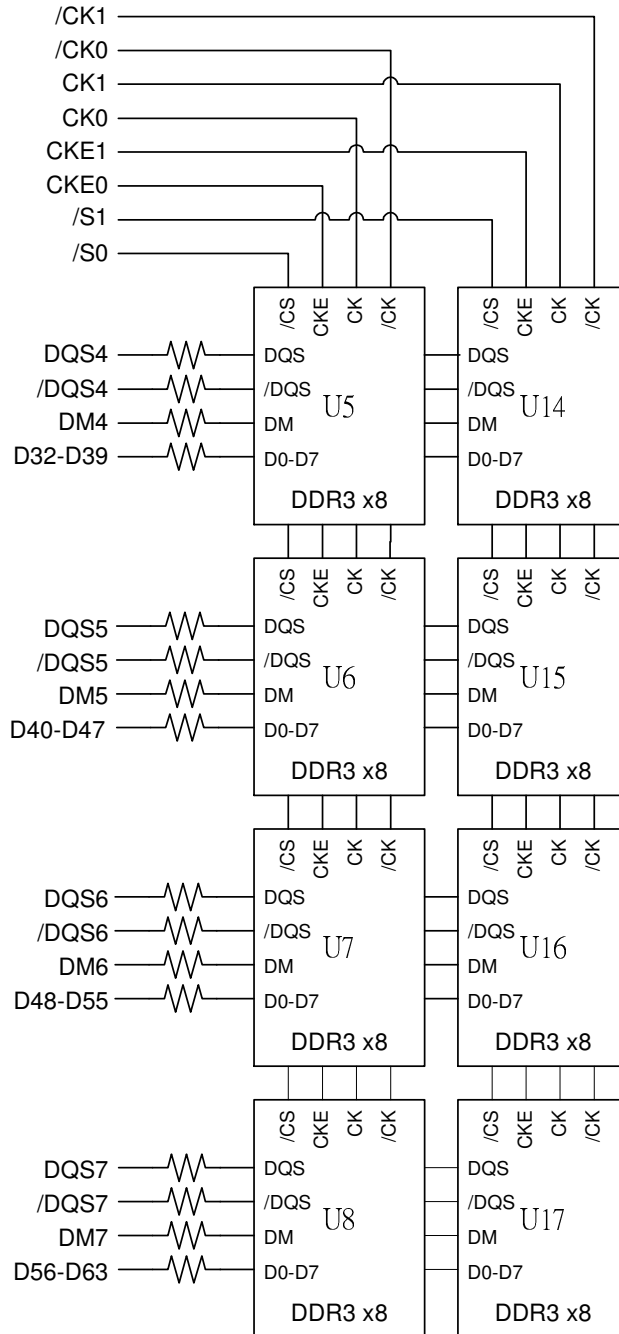 /CK1
/CK0
CK1
CK0
CKE1
CKE0
/S1
/S0
/CS CKE CK /CK /CS CKE CK /CK
DQS4 DQS DQS
/DQS4 /DQS /DQS
U5 U14
DM4 DM DM
D32-D39 D0-D7 D0-D7
DDR3 x8 DDR3 x8
/CS CKE CK /CK /CS CKE CK /CK
DQS5 DQS DQS
/DQS5 /DQS /DQS
U6 U15
DM5 DM DM
D40-D47 D0-D7 D0-D7
DDR3 x8 DDR3 x8
/CS CKE CK /CK /CS CKE CK /CK
DQS6 DQS DQS
/DQS6 /DQS /DQS
U7 U16
DM6 DM DM
D48-D55 D0-D7 D0-D7
DDR3 x8 DDR3 x8
/CS CKE CK /CK /CS CKE CK /CK
DQS7 DQS DQS
/DQS7 /DQS /DQS
U8 U17
DM7 DM DM
D56-D63 D0-D7 D0-D7
DDR3 x8 DDR3 x8